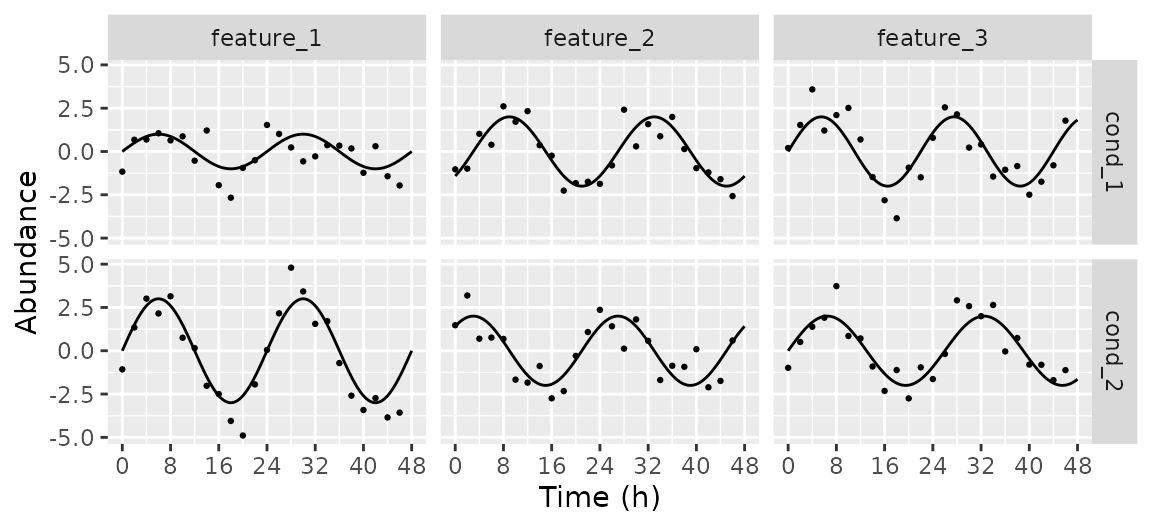 feature_1 feature_2 feature_3
5.0
2.5
0.0
-2.5
-5.0
cond_1
5.0
2.5
0.0
-2.5
-5.0
cond_2
Abundance
0 8 16 24 32 40 48 0 8 16 24 32 40 48 0 8 16 24 32 40 48
Time (h)